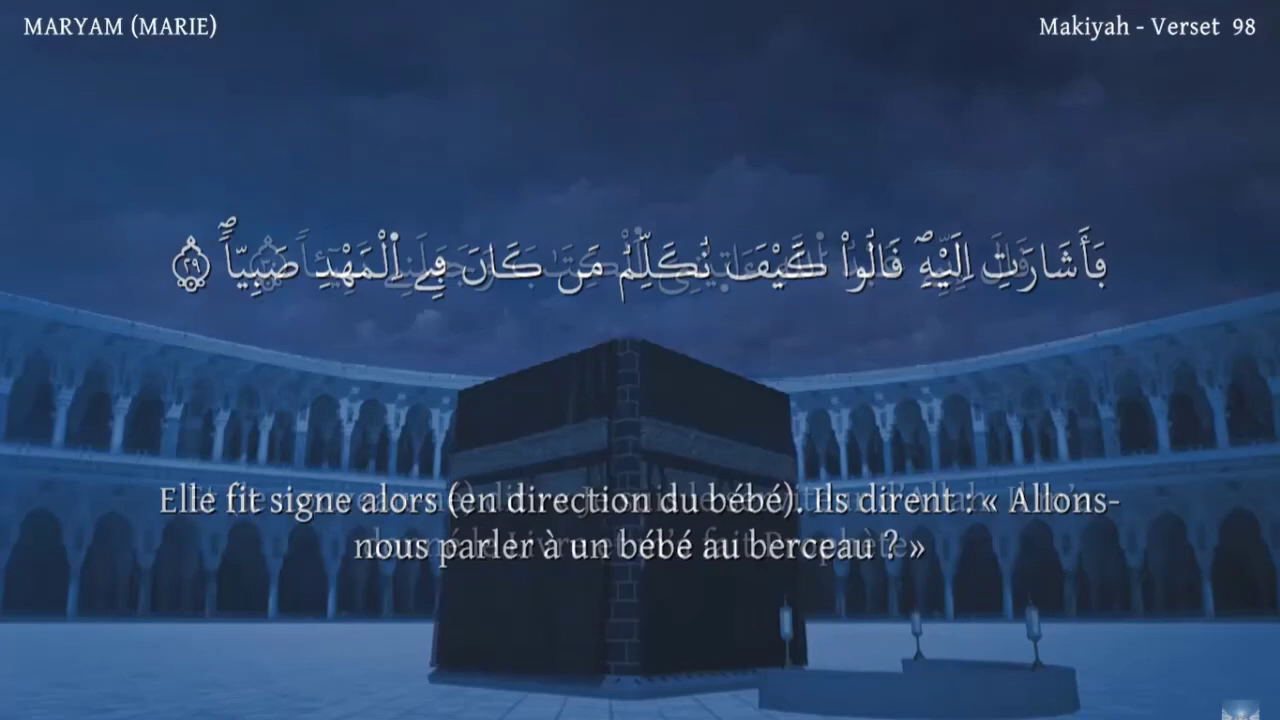 MARYAM (MARIE)
Makiyah - Verset 98
فَأَشَارَتْ إِلَيْهِ قَالُواْ كَيْفَ نُكَلِّمُ مَن كَانَ فِے اِ۬لْمَهْدِ صَبِيّاٗۖ ٢٩
Elle fit signe alors (en direction du bébé). Ils dirent : « Allons-
nous parler à un bébé au berceau ? »